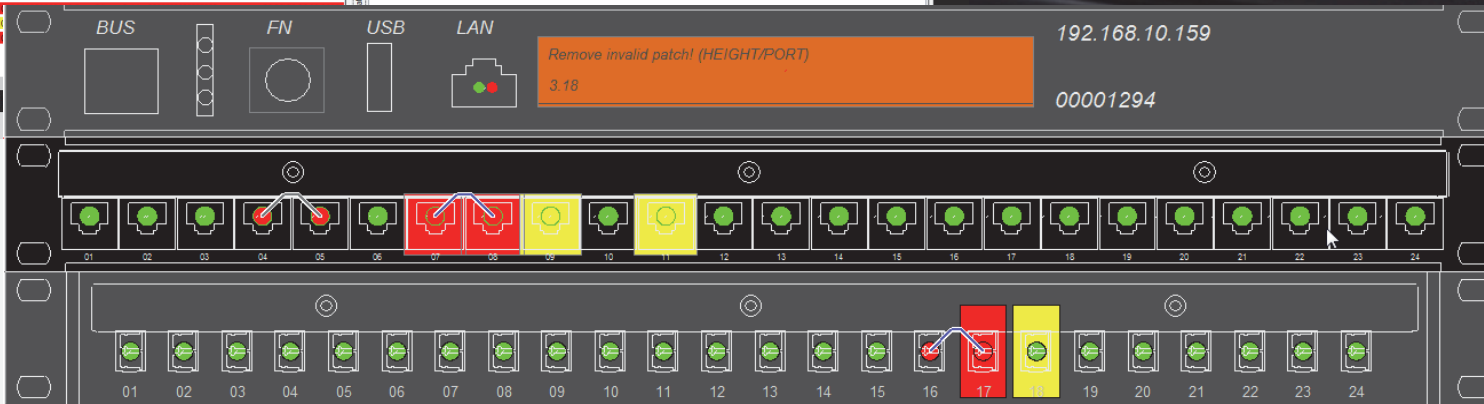 BUS FN USB LAN
192.168.10.159
Remove invalid patch! (HEIGHT/PORT)
3.18
00001294
01 02 03 04 05 06 07 08 09 10 11 12 13 14 15 16 17 18 19 20 21 22 23 24
01 02 03 04 05 06 07 08 09 10 11 12 13 14 15 16 17 18 19 20 21 22 23 24